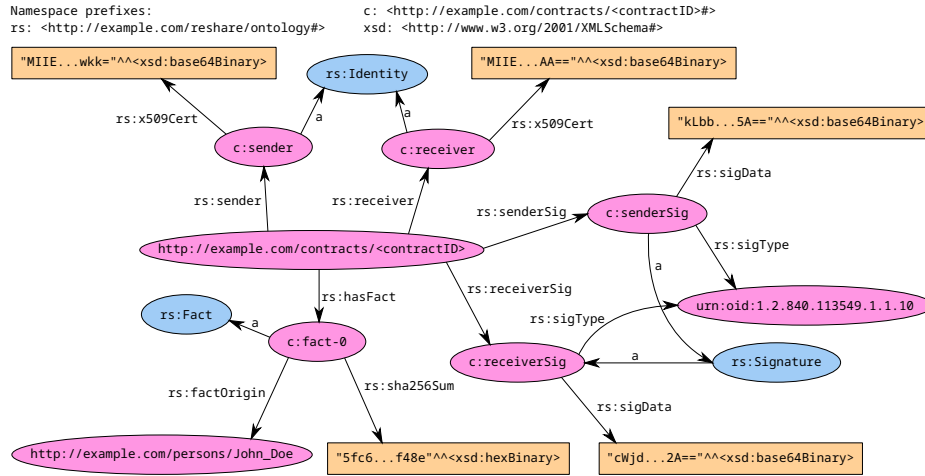 Namespace prefixes:
c: <http://example.com/contracts/<contractID>#>
rs: <http://example.com/reshare/ontology#>
xsd: <http://www.w3.org/2001/XMLSchema#>
"MIIE...wkk="^^<xsd:base64Binary>
rs:Identity
"MIIE...AA=="^^<xsd:base64Binary>
rs:x509Cert
a
a
rs:x509Cert
"kLbb...5A=="^^<xsd:base64Binary>
c:sender
c:receiver
rs:sigData
rs:sender
rs:receiver
rs:senderSig
c:senderSig
http://example.com/contracts/<contractID>
rs:sigType
a
rs:hasFact
rs:receiverSig
urn:oid:1.2.840.113549.1.1.10
rs:Fact
a
rs:sigType
c:fact-0
c:receiverSig
a
rs:Signature
rs:factOrigin
rs:sha256Sum
rs:sigData
http://example.com/persons/John_Doe
"5fc6...f48e"^^<xsd:hexBinary>
"cWjd...2A=="^^<xsd:base64Binary>